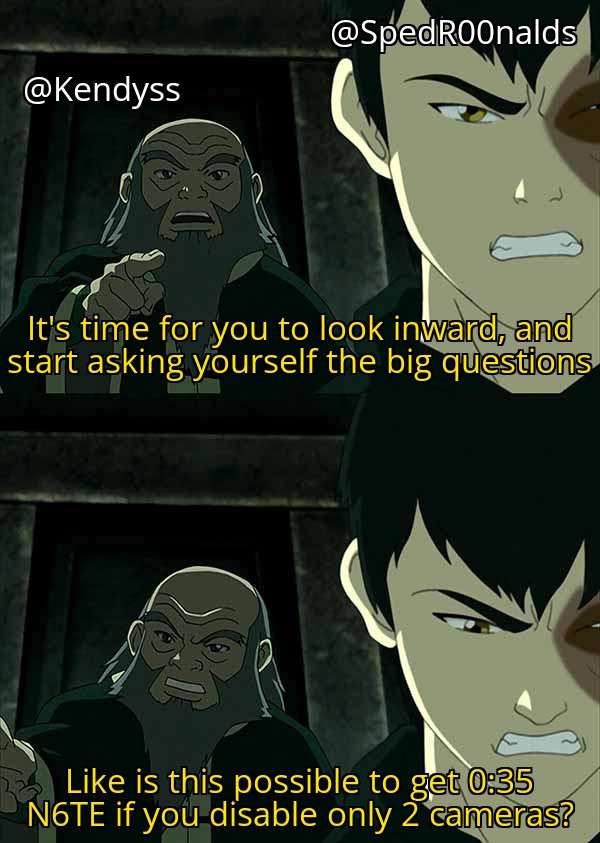 @SpedR00nalds
@Kendyss
It's time for you to look inward, and
start asking yourself the big questions
Like is this possible to get 0:35
N6TE if you disable only 2 cameras?